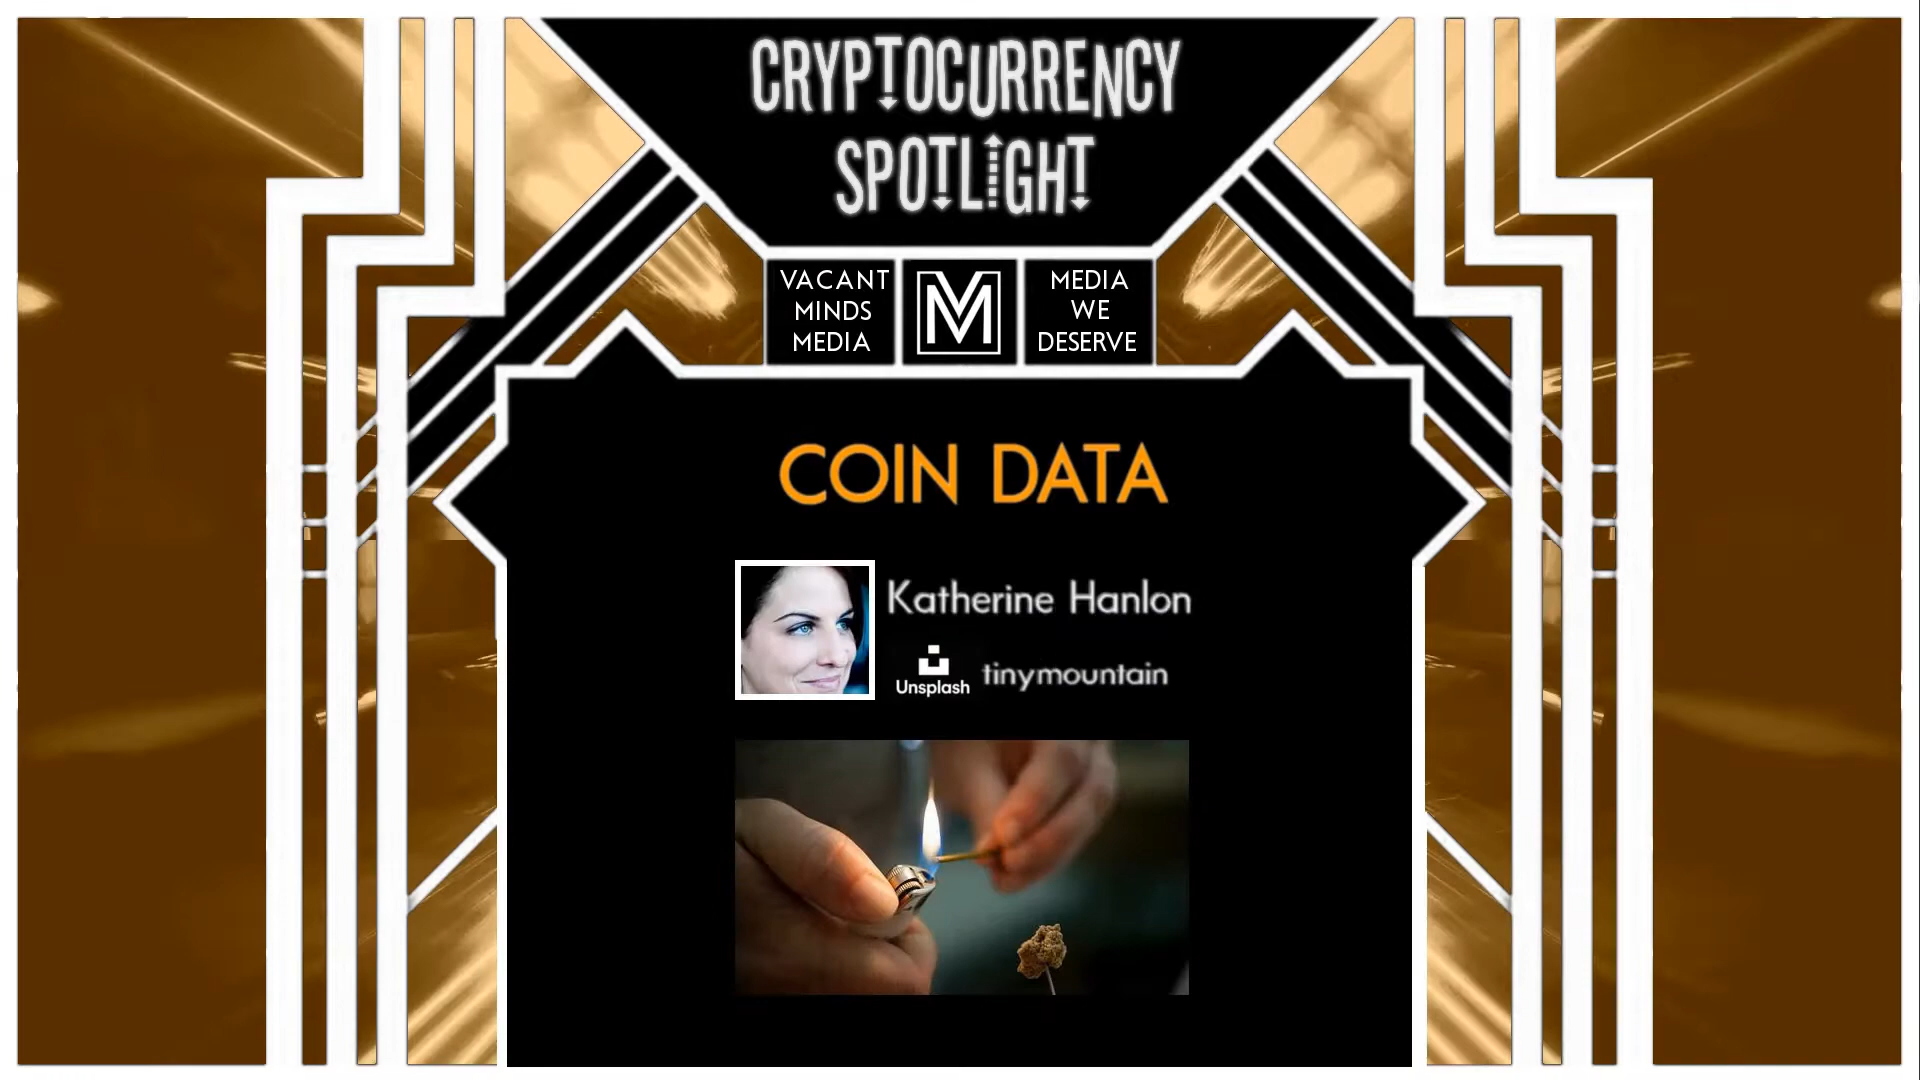 CRYPTOCURRENCY
SPOTLIGHT
VACANT
MINDS
MEDIA
M
MEDIA
WE
DESERVE
COIN DATA
Katherine Hanlon
Unsplash
tinymountain